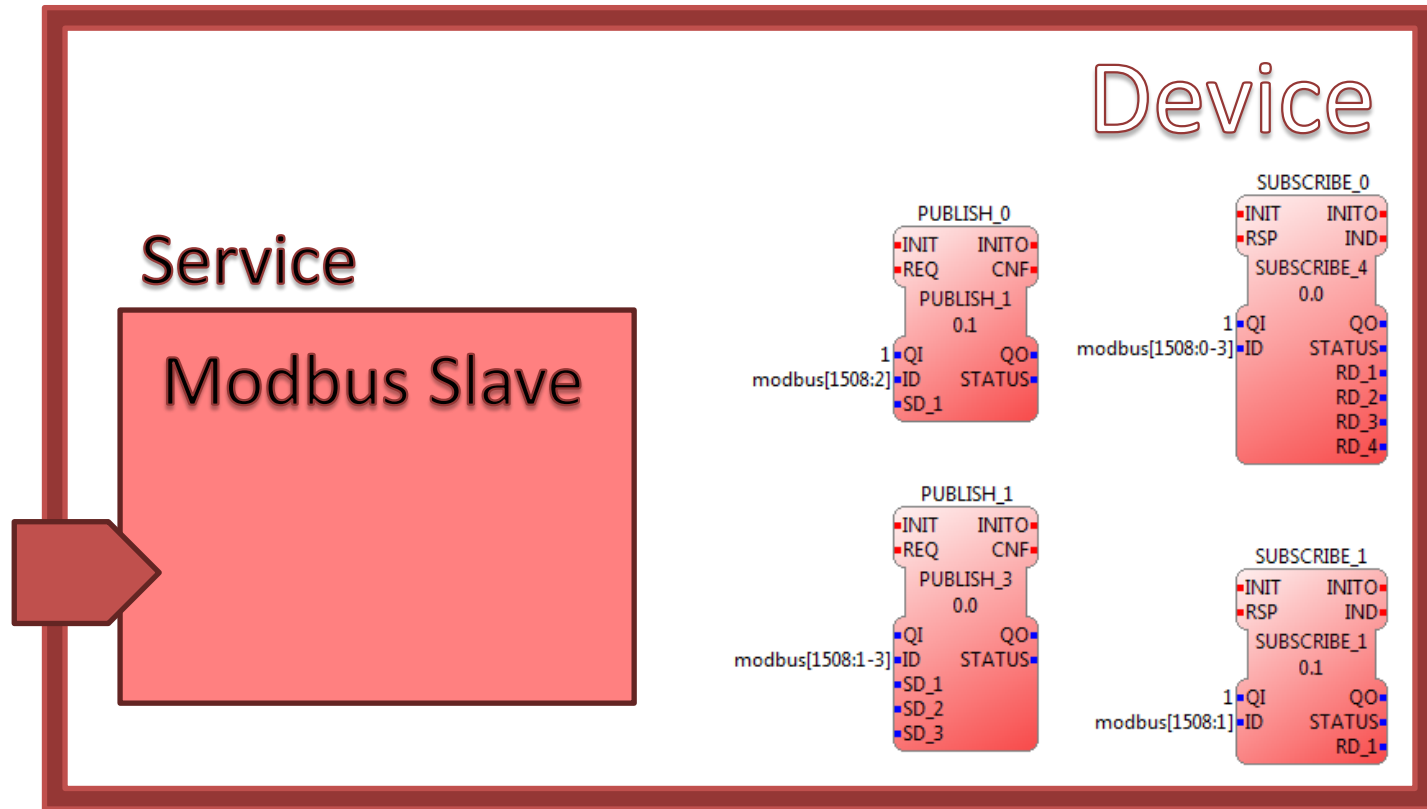 Device
Service
Modbus Slave
PUBLISH_0
INIT INITO
REQ CNF
PUBLISH_1
0.1
1 QI QO
modbus[1508:2] ID STATUS
SD_1
SUBSCRIBE_0
INIT INITO
RSP IND
SUBSCRIBE_4
0.0
1 QI QO
modbus[1508:0-3] ID STATUS
RD_1
RD_2
RD_3
RD_4
PUBLISH_1
INIT INITO
REQ CNF
PUBLISH_3
0.0
QI QO
modbus[1508:1-3] ID STATUS
SD_1
SD_2
SD_3
SUBSCRIBE_1
INIT INITO
RSP IND
SUBSCRIBE_1
0.1
1 QI QO
modbus[1508:1] ID STATUS
RD_1